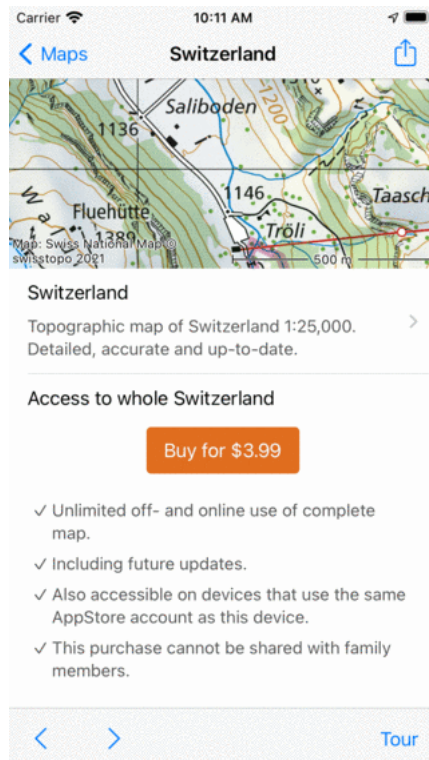 Carrier 10:11 AM
Maps Switzerland
Saliboden
1200
1136
Fluehütte
1146
Taasch
Tröli
1389
Map: Swiss National Map ©
swisstopo 2021
500 m
Switzerland
Topographic map of Switzerland 1:25,000.
Detailed, accurate and up-to-date.
Access to whole Switzerland
Buy for $3.99
✓ Unlimited off- and online use of complete
map.
✓ Including future updates.
✓ Also accessible on devices that use the same
AppStore account as this device.
✓ This purchase cannot be shared with family
members.
Tour